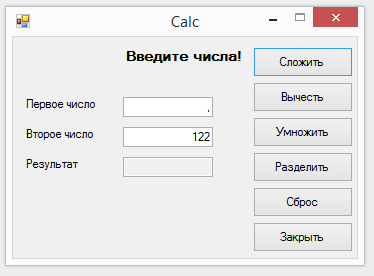 Calc
Введите числа!
Сложить
Вычесть
Первое число ,
Второе число 122
Умножить
Результат
Разделить
Сброс
Закрыть